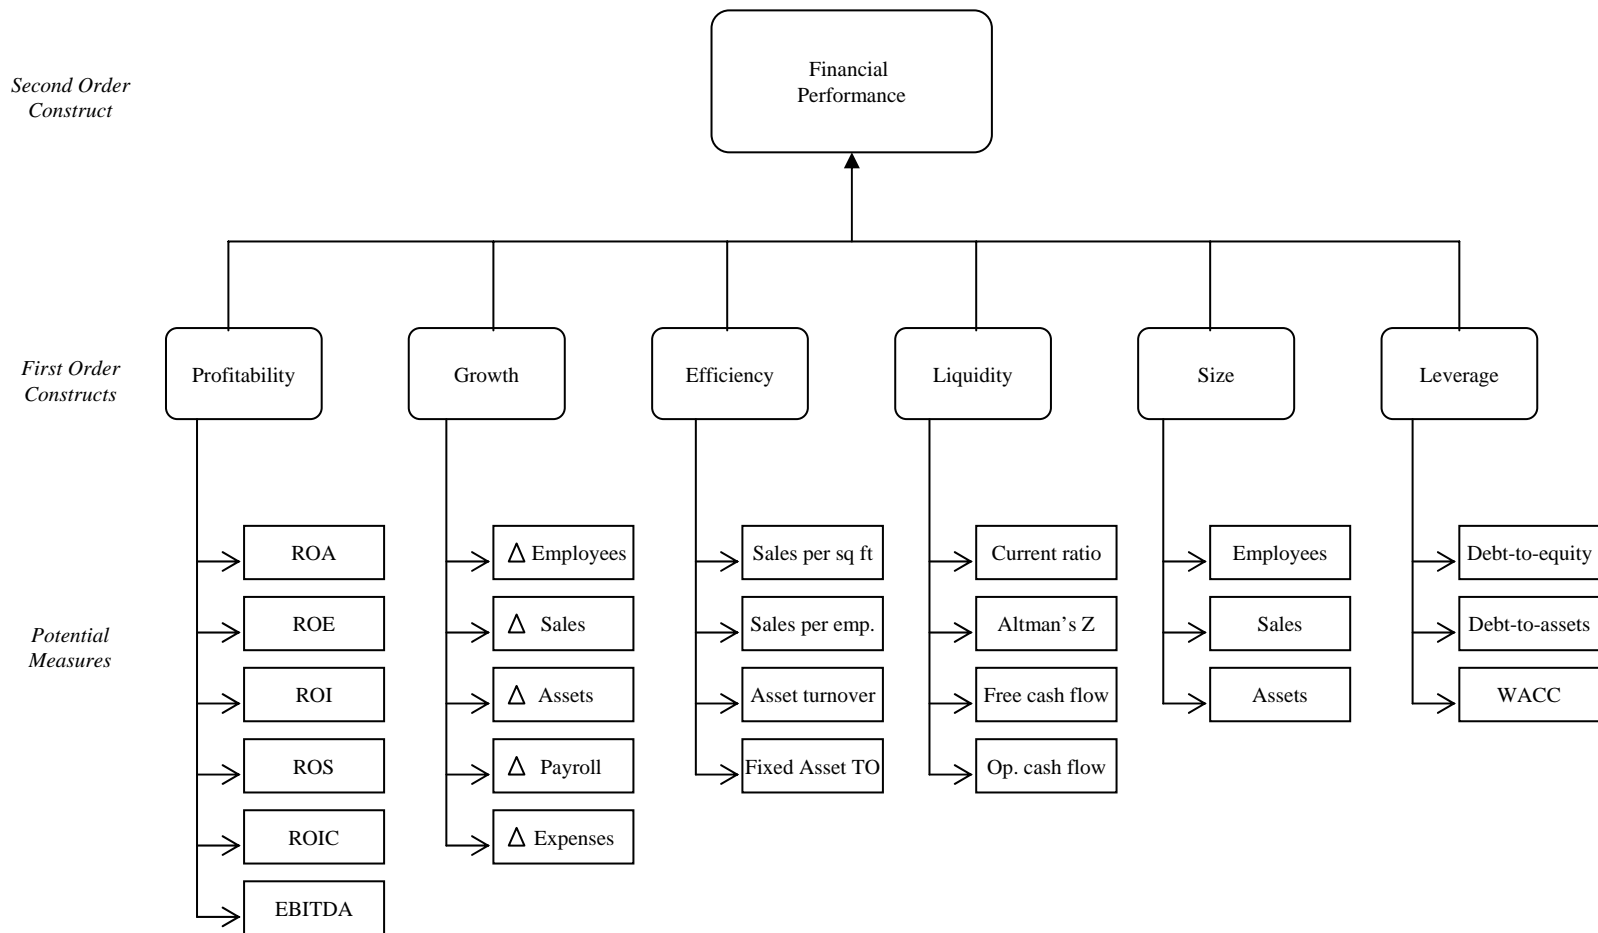 Financial
Performance
Second Order
Construct
First Order
Constructs
Profitability
Growth
Efficiency
Liquidity
Size
Leverage
Potential
Measures
ROA
ROE
ROI
ROS
ROIC
EBITDA
Δ Employees
Δ Sales
Δ Assets
Δ Payroll
Δ Expenses
Sales per sq ft
Sales per emp.
Asset turnover
Fixed Asset TO
Current ratio
Altman’s Z
Free cash flow
Op. cash flow
Employees
Sales
Assets
Debt-to-equity
Debt-to-assets
WACC